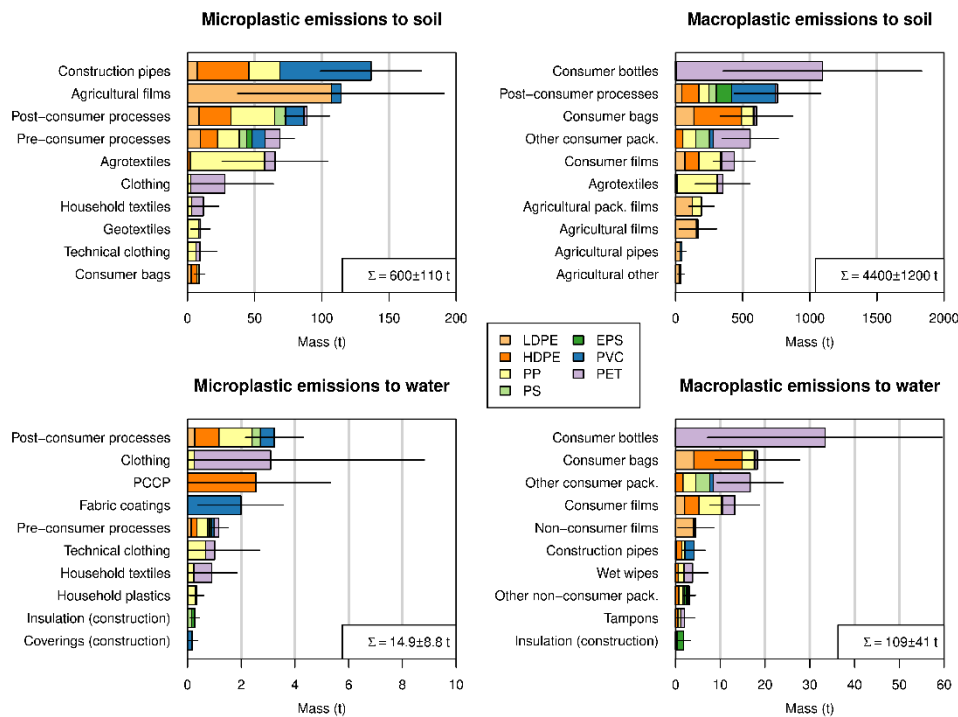 Microplastic emissions to soil
Construction pipes
Agricultural films
Post−consumer processes
Pre−consumer processes
Agrotextiles
Clothing
Household textiles
Geotextiles
Technical clothing
Consumer bags
Σ = 600±110 t
0 50 100 150 200
Mass (t)
Macroplastic emissions to soil
Consumer bottles
Post−consumer processes
Consumer bags
Other consumer pack.
Consumer films
Agrotextiles
Agricultural pack. films
Agricultural films
Agricultural pipes
Agricultural other
Σ = 4400±1200 t
0 500 1000 1500 2000
Mass (t)
LDPE
HDPE
PP
PS
EPS
PVC
PET
Microplastic emissions to water
Post−consumer processes
Clothing
PCCP
Fabric coatings
Pre−consumer processes
Technical clothing
Household textiles
Household plastics
Insulation (construction)
Coverings (construction)
Σ = 14.9±8.8 t
0 2 4 6 8 10
Mass (t)
Macroplastic emissions to water
Consumer bottles
Consumer bags
Other consumer pack.
Consumer films
Non−consumer films
Construction pipes
Wet wipes
Other non−consumer pack.
Tampons
Insulation (construction)
Σ = 109±41 t
0 10 20 30 40 50 60
Mass (t)